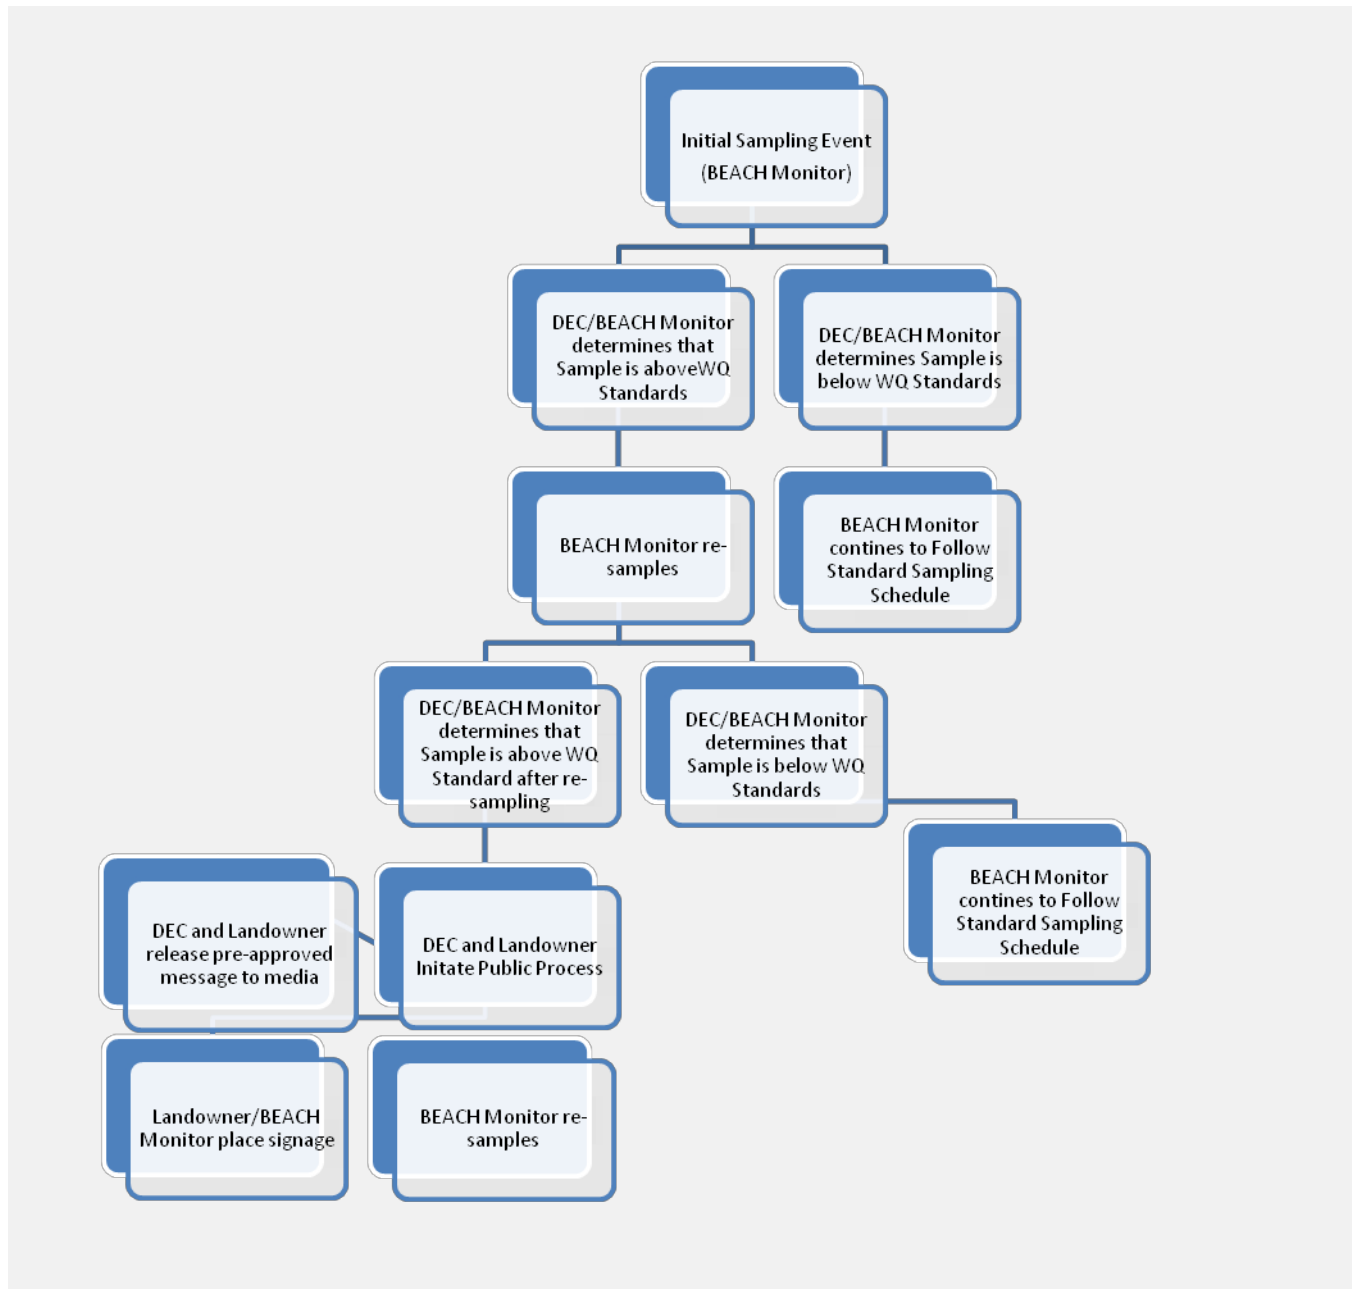 Initial Sampling Event
(BEACH Monitor)
DEC/BEACH Monitor
determines that
Sample is aboveWQ
Standards
DEC/BEACH Monitor
determines Sample is
below WQ Standards
BEACH Monitor re-
samples
BEACH Monitor
contines to Follow
Standard Sampling
Schedule
DEC/BEACH Monitor
determines that
Sample is above WQ
Standard after re-
sampling
DEC/BEACH Monitor
determines that
Sample is below WQ
Standards
BEACH Monitor
contines to Follow
Standard Sampling
Schedule
DEC and Landowner
release pre-approved
message to media
DEC and Landowner
Initate Public Process
Landowner/BEACH
Monitor place signage
BEACH Monitor re-
samples